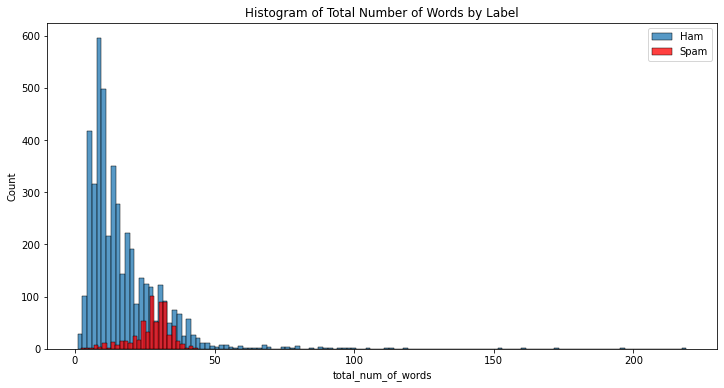 Histogram of Total Number of Words by Label
Ham
Spam
600
500
400
300
200
100
0
Count
0 50 100 150 200
total_num_of_words